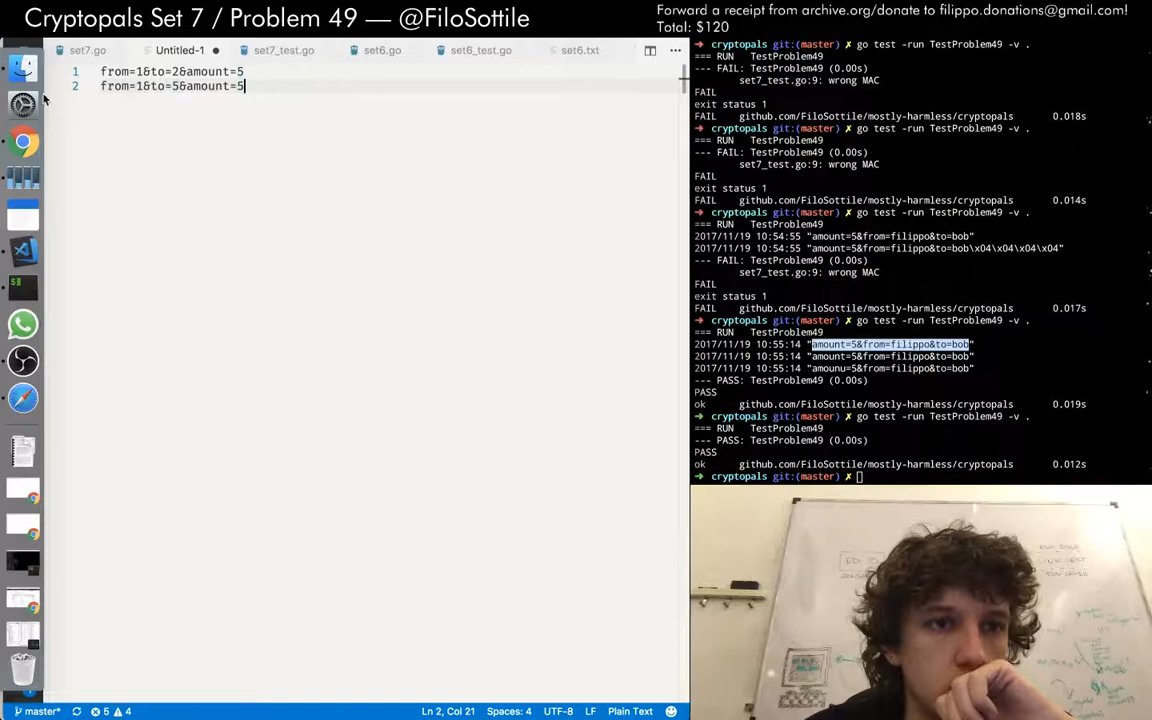 Cryptopals Set 7 / Problem 49 — @FiloSottile
Forward a receipt from archive.org/donate to filippo.donations@gmail.com!
Total: $120
set7.go
Untitled-1
set7_test.go
set6.go
set6_test.go
set6.txt
1 from=1&to=2&amount=5
2 from=1&to=5&amount=5
➜ cryptopals git:(master) ✗ go test -run TestProblem49 -v .
=== RUN TestProblem49
--- FAIL: TestProblem49 (0.00s)
set7_test.go:9: wrong MAC
FAIL
exit status 1
FAIL github.com/FiloSottile/mostly-harmless/cryptopals 0.018s
➜ cryptopals git:(master) ✗ go test -run TestProblem49 -v .
=== RUN TestProblem49
--- FAIL: TestProblem49 (0.00s)
set7_test.go:9: wrong MAC
FAIL
exit status 1
FAIL github.com/FiloSottile/mostly-harmless/cryptopals 0.014s
➜ cryptopals git:(master) ✗ go test -run TestProblem49 -v .
=== RUN TestProblem49
2017/11/19 10:54:55 "amount=5&from=filippo&to=bob"
2017/11/19 10:54:55 "amount=5&from=filippo&to=bob\x04\x04\x04\x04"
--- FAIL: TestProblem49 (0.00s)
set7_test.go:9: wrong MAC
FAIL
exit status 1
FAIL github.com/FiloSottile/mostly-harmless/cryptopals 0.017s
➜ cryptopals git:(master) ✗ go test -run TestProblem49 -v .
=== RUN TestProblem49
2017/11/19 10:55:14 "amount=5&from=filippo&to=bob"
2017/11/19 10:55:14 "amount=5&from=filippo&to=bob"
2017/11/19 10:55:14 "amounu=5&from=filippo&to=bob"
--- PASS: TestProblem49 (0.00s)
PASS
ok github.com/FiloSottile/mostly-harmless/cryptopals 0.019s
➜ cryptopals git:(master) ✗ go test -run TestProblem49 -v .
=== RUN TestProblem49
--- PASS: TestProblem49 (0.00s)
PASS
ok github.com/FiloSottile/mostly-harmless/cryptopals 0.012s
➜ cryptopals git:(master) ✗
master* 5 4
Ln 2, Col 21
Spaces: 4
UTF-8
LF
Plain Text